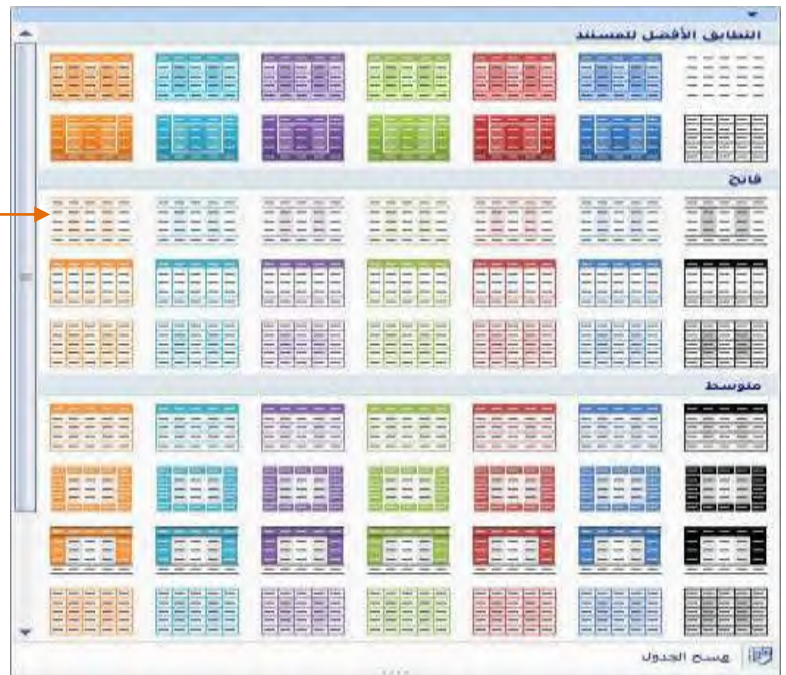 التطابق الأفضل للمستند
فاتح
متوسط
مسح الجدول